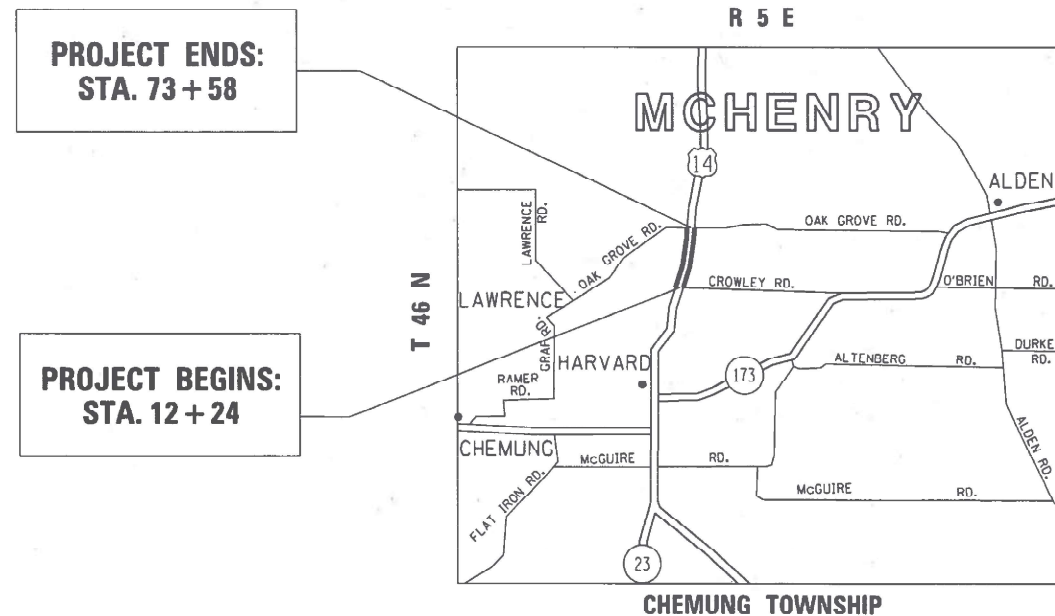 R 5 E
PROJECT ENDS:
STA. 73+58
MCHENRY
14
ALDEN
LAWRENCE
RD.
OAK GROVE RD.
OAK GROVE RD.
T 46 N
LAWRENCE
CROWLEY RD.
O'BRIEN RD.
GRAF RD.
PROJECT BEGINS:
STA. 12+24
HARVARD
RAMER
RD.
173
ALTENBERG RD.
DURKE
RD.
CHEMUNG
McGUIRE RD.
FLAT IRON RD.
McGUIRE RD.
ALDEN RD.
23
CHEMUNG TOWNSHIP